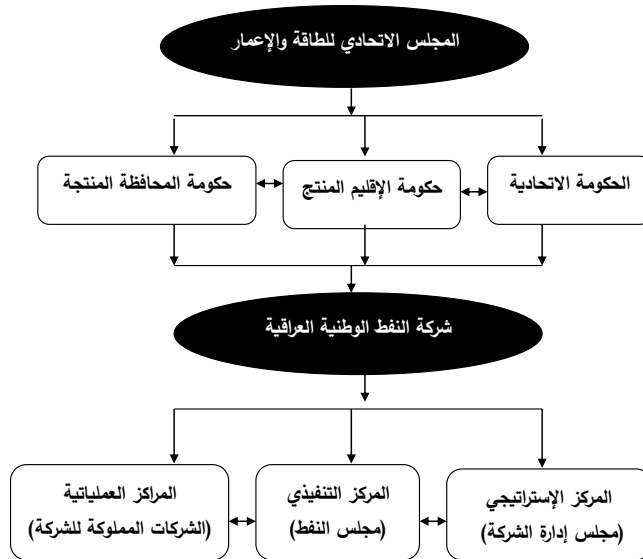 المجلس الاتحادي للطاقة والإعمار
الحكومة الاتحادية
حكومة الإقليم المنتج
حكومة المحافظة المنتجة
شركة النفط الوطنية العراقية
المركز الإستراتيجي
(مجلس إدارة الشركة)
المركز التنفيذي
(مجلس النفط)
المراكز العملياتية
(الشركات المملوكة للشركة)